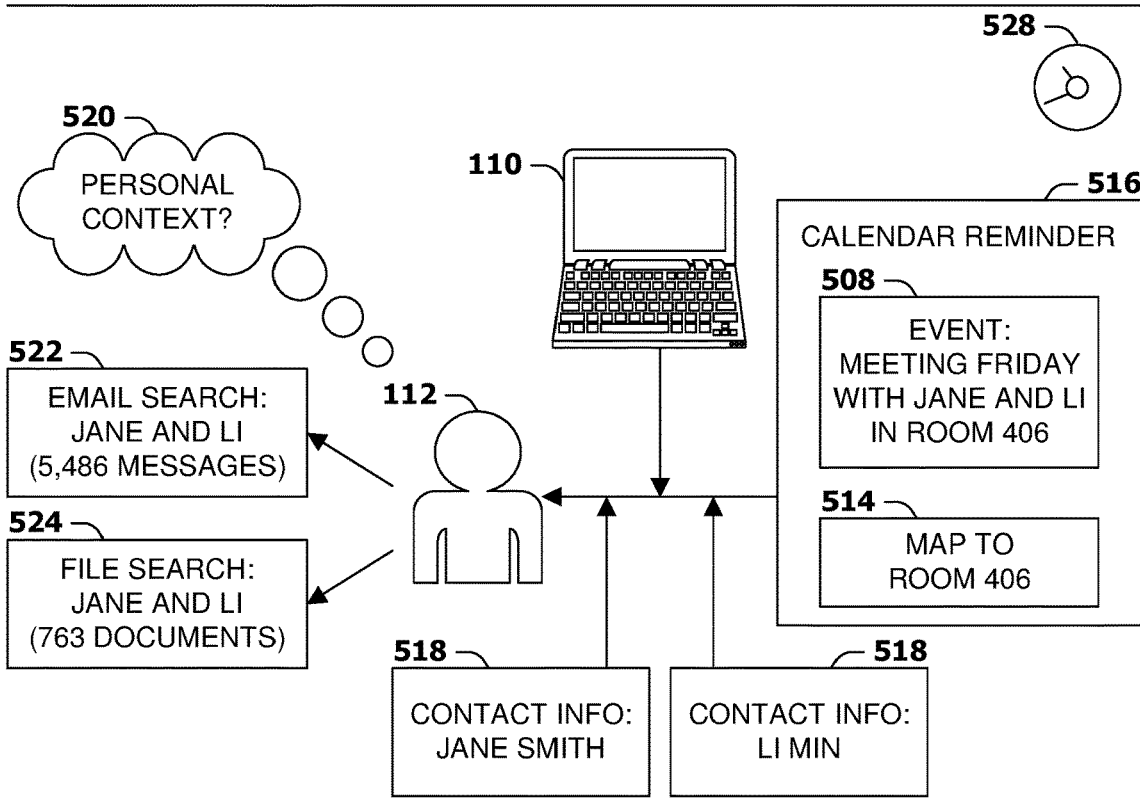 528
520
PERSONAL
CONTEXT?
110
516
CALENDAR REMINDER
508
EVENT:
MEETING FRIDAY
WITH JANE AND LI
IN ROOM 406
522
EMAIL SEARCH:
JANE AND LI
(5,486 MESSAGES)
112
514
MAP TO
ROOM 406
524
FILE SEARCH:
JANE AND LI
(763 DOCUMENTS)
518
CONTACT INFO:
JANE SMITH
518
CONTACT INFO:
LI MIN